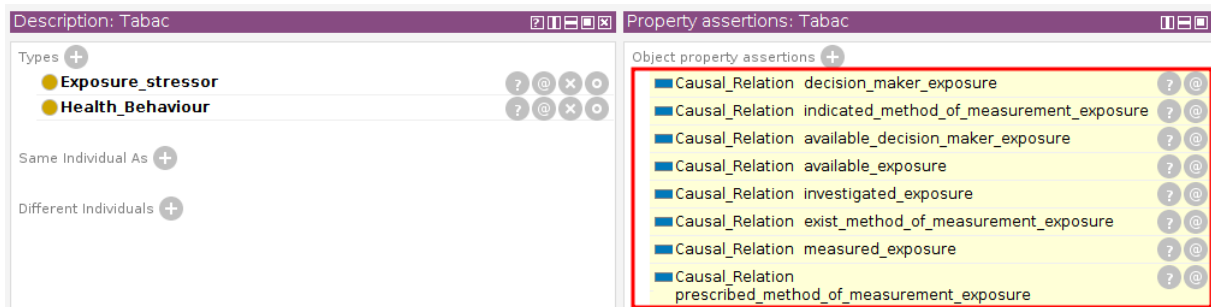 Description: Tabac
Types
Exposure_stressor
Health_Behaviour
Same Individual As
Different Individuals
Property assertions: Tabac
Object property assertions
Causal_Relation decision_maker_exposure
Causal_Relation indicated_method_of_measurement_exposure
Causal_Relation available_decision_maker_exposure
Causal_Relation available_exposure
Causal_Relation investigated_exposure
Causal_Relation exist_method_of_measurement_exposure
Causal_Relation measured_exposure
Causal_Relation
prescribed_method_of_measurement_exposure